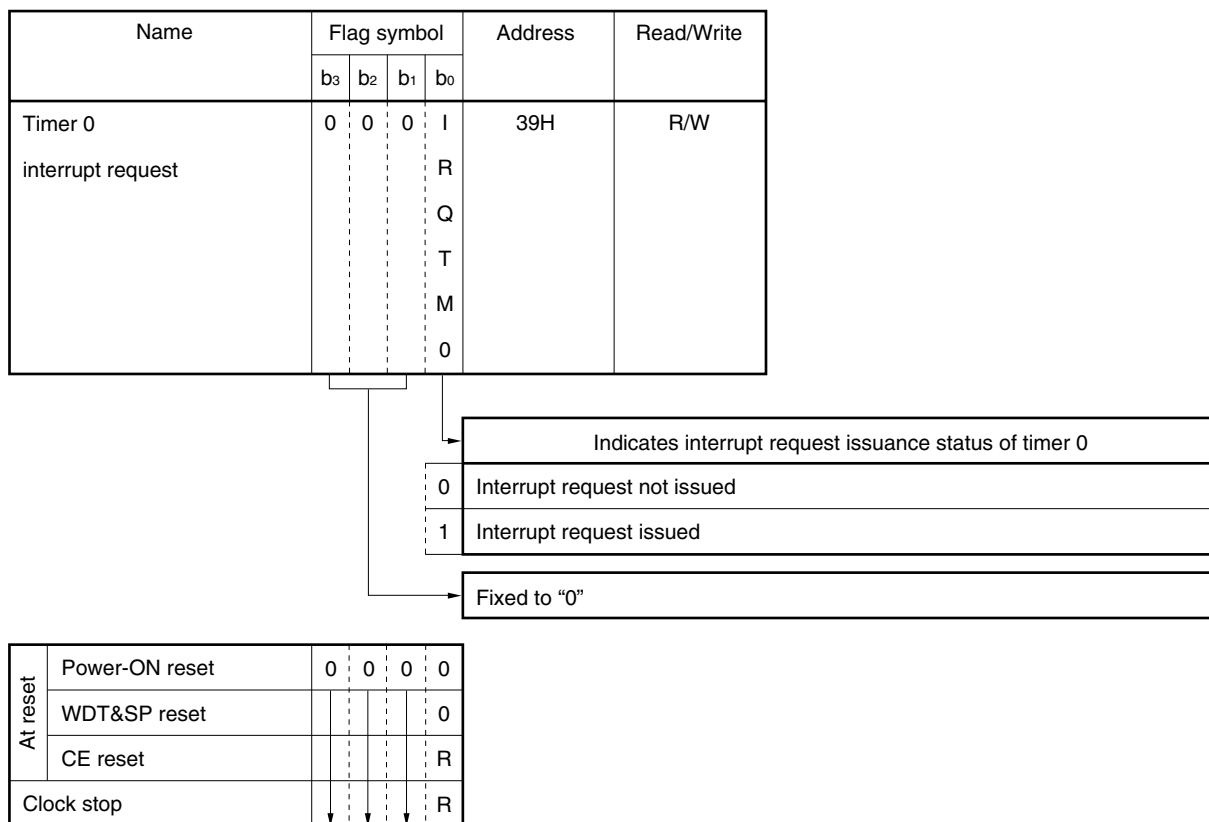 Name Flag symbol Address Read/Write
b3 b2 b1 b0
Timer 0 0 0 0 I 39H R/W
interrupt request R
Q
T
M
0
Indicates interrupt request issuance status of timer 0
0 Interrupt request not issued
1 Interrupt request issued
Fixed to “0”
At reset
Power-ON reset 0 0 0 0
WDT&SP reset 0
CE reset R
Clock stop R